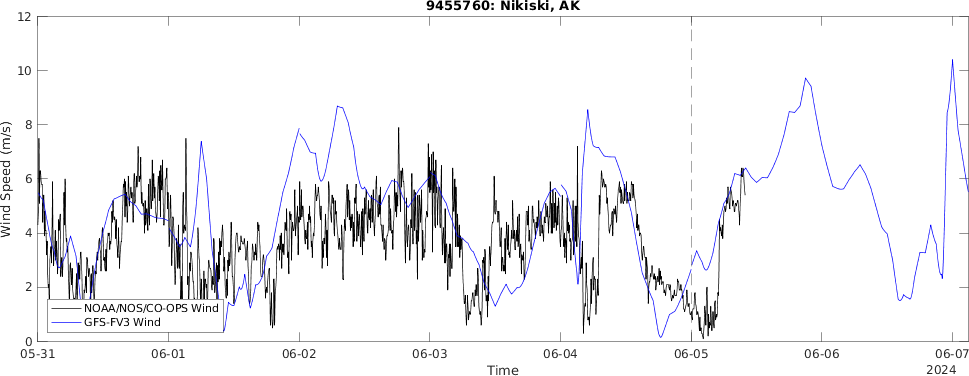 9455760: Nikiski, AK
12
10
8
6
4
2
0
Wind Speed (m/s)
NOAA/NOS/CO-OPS Wind
GFS-FV3 Wind
05-31 06-01 06-02 06-03 06-04 06-05 06-06 06-07
Time
2024